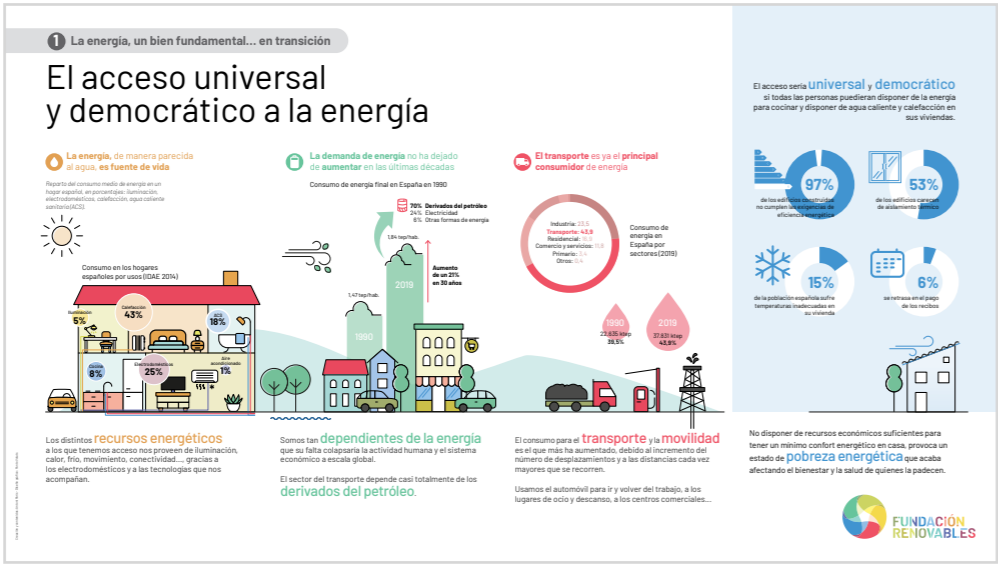 1 La energía, un bien fundamental... en transición
El acceso universal
y democrático a la energía
La energía, de manera parecida
al agua, es fuente de vida
Reparto del consumo medio de energía en un
hogar español, en porcentajes: iluminación,
electrodomésticos, calefacción, agua caliente
sanitaria (ACS).
Consumo en los hogares
españoles por usos (IDAE 2014)
Iluminación
5%
Calefacción
43%
ACS
18%
Cocina
8%
Electrodomésticos
25%
Aire
acondicionado
1%
Los distintos recursos energéticos
a los que tenemos acceso nos proveen de iluminación,
calor, frío, movimiento, conectividad..., gracias a
los electrodomésticos y a las tecnologías que nos
acompañan.
La demanda de energía no ha dejado
de aumentar en las últimas décadas
Consumo de energía final en España en 1990
70% Derivados del petróleo
24% Electricidad
6% Otras formas de energía
1,84 tep/hab.
Aumento
de un 21%
en 30 años
2019
1,47 tep/hab.
1990
Somos tan dependientes de la energía
que su falta colapsaría la actividad humana y el sistema
económico a escala global.
El sector del transporte depende casi totalmente de los
derivados del petróleo.
El transporte es ya el principal
consumidor de energía
Industria: 23,5
Transporte: 43,9
Residencial:
Comercio y servicios:
Primario:
Otros: 0,4
Consumo de
energía en
España por
sectores (2019)
1990
22.635 ktep
39,5%
2019
37.631 ktep
43,9%
El consumo para el transporte y la movilidad
es el que más ha aumentado, debido al incremento del
número de desplazamientos y a las distancias cada vez
mayores que se recorren.
Usamos el automóvil para ir y volver del trabajo, a los
lugares de ocio y descanso, a los centros comerciales...
El acceso sería universal y democrático
si todas las personas puedieran disponer de la energía
para cocinar y disponer de agua caliente y calefacción en
sus viviendas.
97%
de los edificios construidos
no cumplen las exigencias de
eficiencia energética
53%
de los edificios carecen
de aislamiento térmico
15%
de la población española sufre
temperaturas inadecuadas en
su vivienda
6%
se retrasa en el pago
de los recibos
No disponer de recursos económicos suficientes para
tener un mínimo confort energético en casa, provoca un
estado de pobreza energética que acaba
afectando el bienestar y la salud de quienes la padecen.
FUNDACIÓN
RENOVABLES